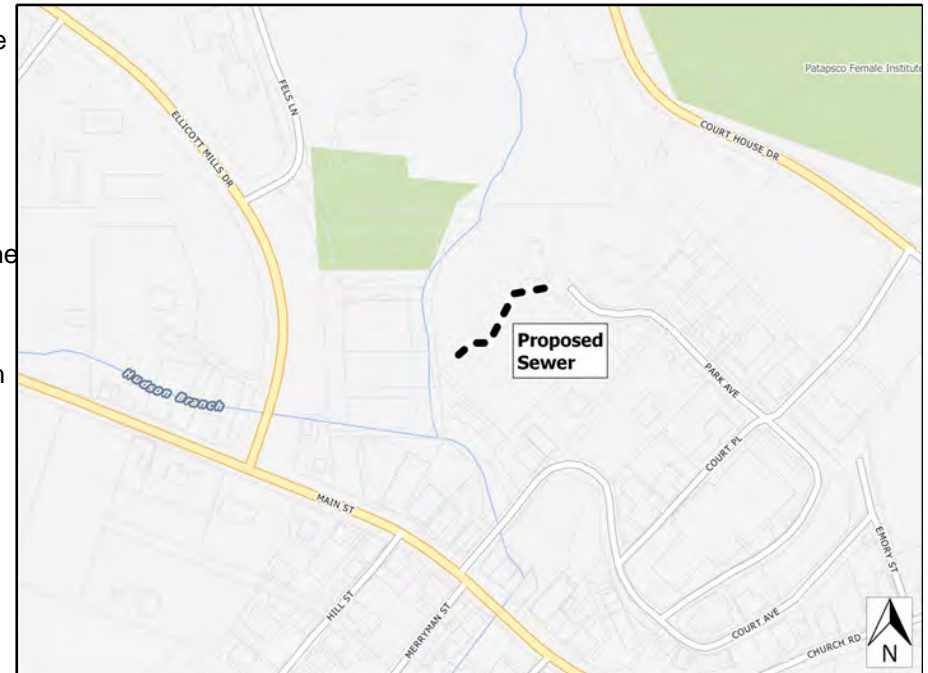 e
ne
n
Patapsco Female Institute
FELS LN
ELLICOTT MILLS DR
COURT HOUSE DR
Proposed
Sewer
PARK AVE
Hudson Branch
COURT PL
MAIN ST
EMORY ST
HILL ST
MERRYMAN ST
COURT AVE
CHURCH RD
N